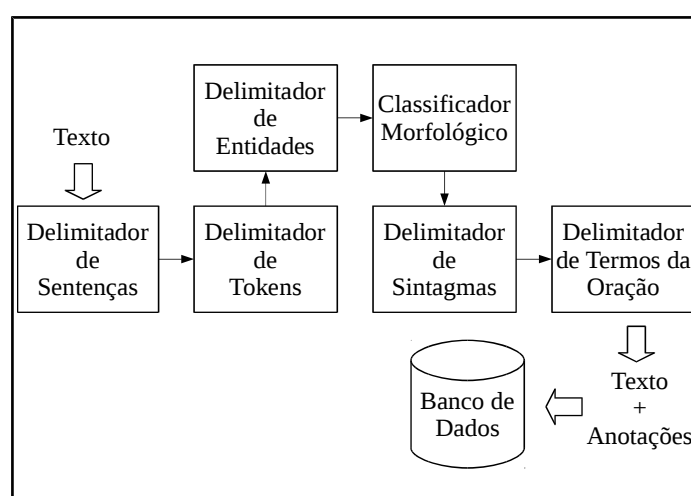 Texto
Delimitador
de
Sentenças
Delimitador
de
Tokens
Delimitador
de
Entidades
Classificador
Morfológico
Delimitador
de
Sintagmas
Delimitador
de Termos da
Oração
Texto
+
Anotações
Banco de
Dados